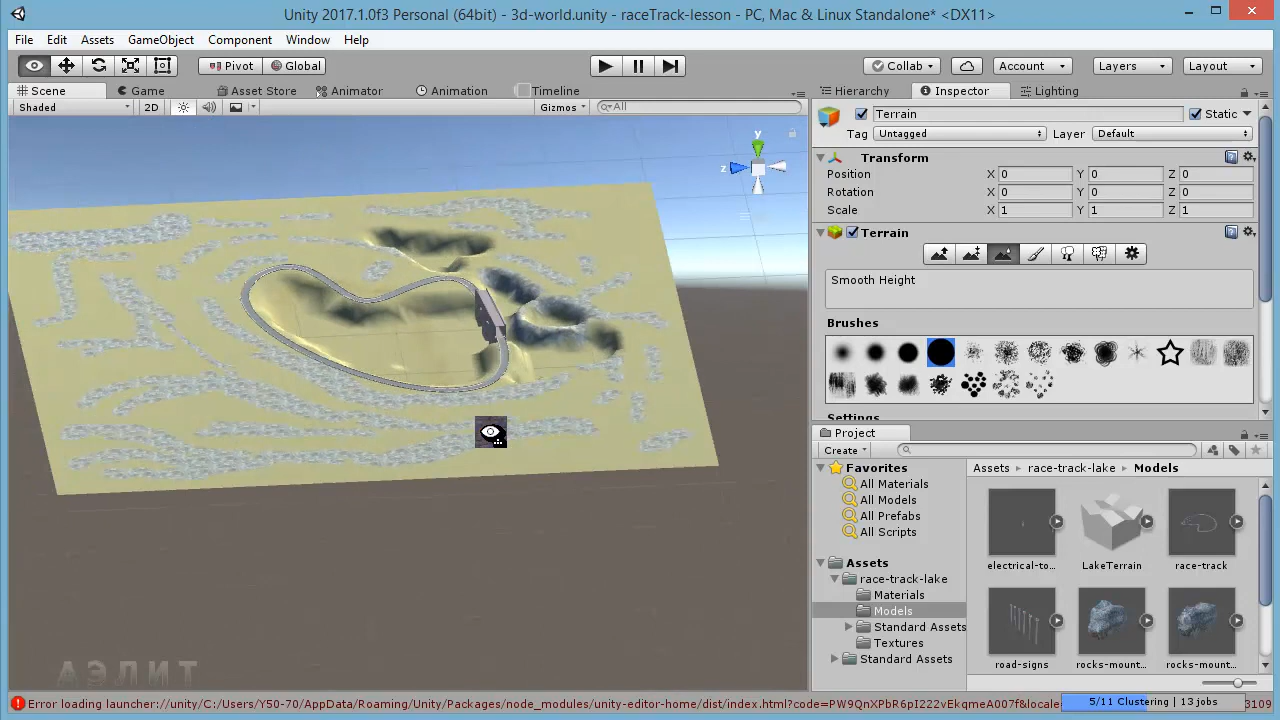 Unity 2017.1.0f3 Personal (64bit) - 3d-world.unity - raceTrack-lesson - PC, Mac & Linux Standalone* <DX11>
File Edit Assets GameObject Component Window Help
Pivot Global Collab Account Layers Layout
Scene Game Asset Store Animator Animation Timeline
Shaded 2D Gizmos All
y
z
АЭЛИТ
Hierarchy Inspector Lighting
Terrain Static
Tag Untagged Layer Default
Transform
Position X 0 Y 0 Z 0
Rotation X 0 Y 0 Z 0
Scale X 1 Y 1 Z 1
Terrain
Smooth Height
Brushes
Settings
Project
Create
Favorites
All Materials
All Models
All Prefabs
All Scripts
Assets
race-track-lake
Materials
Models
Standard Assets
Textures
Standard Assets
Assets race-track-lake Models
electrical-to... LakeTerrain race-track
road-signs rocks-mount... rocks-mount...
Error loading launcher://unity/C:/Users/Y50-70/AppData/Roaming/Unity/Packages/node_modules/unity-editor-home/dist/index.html?code=PW9QnXPbR6pI222vEkqmeA007f&locale 3109
5/11 Clustering | 13 jobs